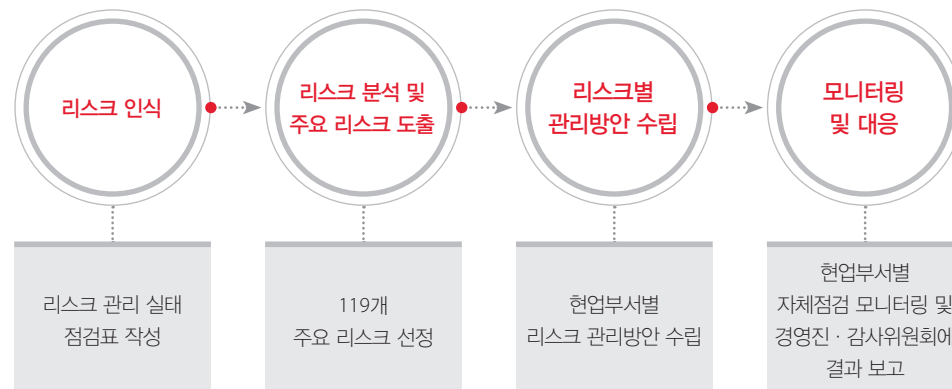 리스크 인식
리스크 분석 및
주요 리스크 도출
리스크별
관리방안 수립
모니터링
및 대응
리스크 관리 실태
점검표 작성
119개
주요 리스크 선정
현업부서별
리스크 관리방안 수립
현업부서별
자체점검 모니터링 및
경영진 · 감사위원회에
결과 보고